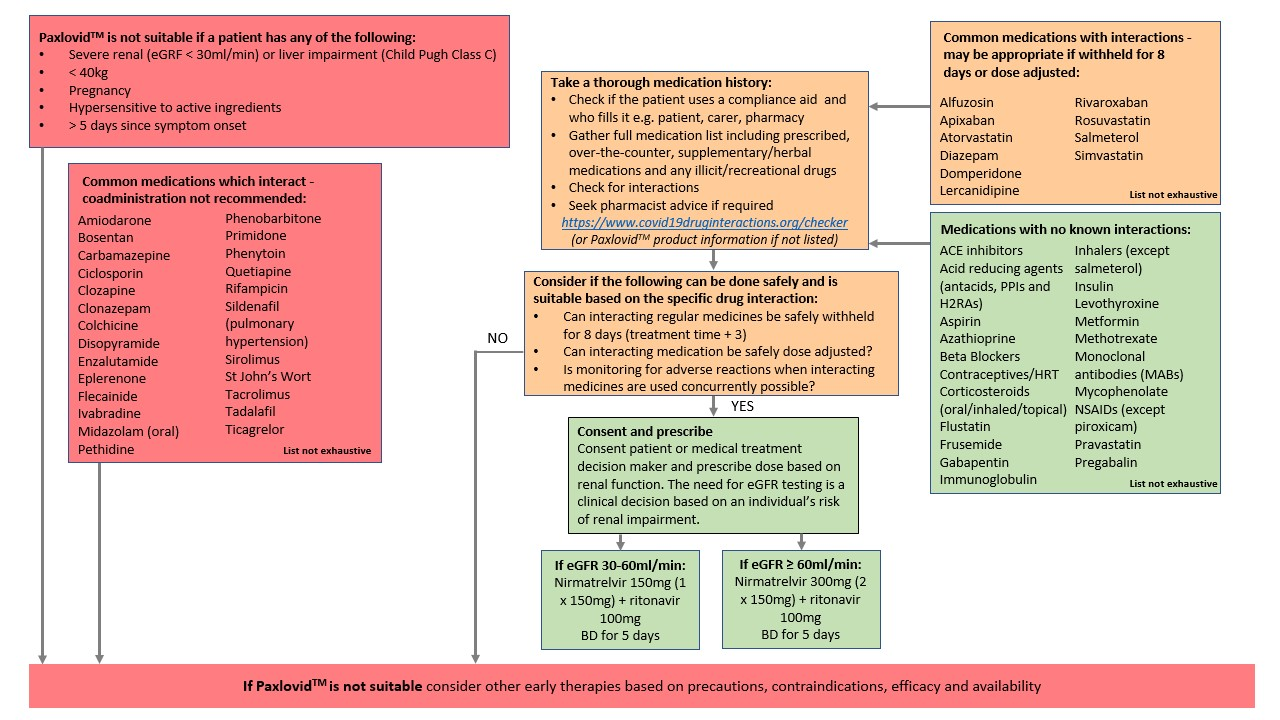 Paxlovid™ is not suitable if a patient has any of the following:
• Severe renal (eGRF < 30ml/min) or liver impairment (Child Pugh Class C)
• < 40kg
• Pregnancy
• Hypersensitive to active ingredients
• > 5 days since symptom onset
Common medications which interact -
coadministration not recommended:
Amiodarone
Bosentan
Carbamazepine
Ciclosporin
Clozapine
Clonazepam
Colchicine
Disopyramide
Enzalutamide
Eplerenone
Flecainide
Ivabradine
Midazolam (oral)
Pethidine
Phenobarbitone
Primidone
Phenytoin
Quetiapine
Rifampicin
Sildenafil
(pulmonary
hypertension)
Sirolimus
St John's Wort
Tacrolimus
Tadalafil
Ticagrelor
List not exhaustive
Take a thorough medication history:
• Check if the patient uses a compliance aid and
who fills it e.g. patient, carer, pharmacy
• Gather full medication list including prescribed,
over-the-counter, supplementary/herbal
medications and any illicit/recreational drugs
• Check for interactions
• Seek pharmacist advice if required
https://www.covid19druginteractions.org/checker
(or Paxlovid™ product information if not listed)
Common medications with interactions -
may be appropriate if withheld for 8
days or dose adjusted:
Alfuzosin
Apixaban
Atorvastatin
Diazepam
Domperidone
Lercanidipine
Rivaroxaban
Rosuvastatin
Salmeterol
Simvastatin
List not exhaustive
Medications with no known interactions:
ACE inhibitors
Acid reducing agents
(antacids, PPIs and
H2RAs)
Aspirin
Azathioprine
Beta Blockers
Contraceptives/HRT
Corticosteroids
(oral/inhaled/topical)
Flustatin
Frusemide
Gabapentin
Immunoglobulin
Inhalers (except
salmeterol)
Insulin
Levothyroxine
Metformin
Methotrexate
Monoclonal
antibodies (MABs)
Mycophenolate
NSAIDs (except
piroxicam)
Pravastatin
Pregabalin
List not exhaustive
Consider if the following can be done safely and is
suitable based on the specific drug interaction:
• Can interacting regular medicines be safely withheld
for 8 days (treatment time + 3)
• Can interacting medication be safely dose adjusted?
• Is monitoring for adverse reactions when interacting
medicines are used concurrently possible?
NO
YES
Consent and prescribe
Consent patient or medical treatment
decision maker and prescribe dose based on
renal function. The need for eGFR testing is a
clinical decision based on an individual's risk
of renal impairment.
If eGFR 30-60ml/min:
Nirmatrelvir 150mg (1
x 150mg) + ritonavir
100mg
BD for 5 days
If eGFR ≥ 60ml/min:
Nirmatrelvir 300mg (2
x 150mg) + ritonavir
100mg
BD for 5 days
If Paxlovid™ is not suitable consider other early therapies based on precautions, contraindications, efficacy and availability